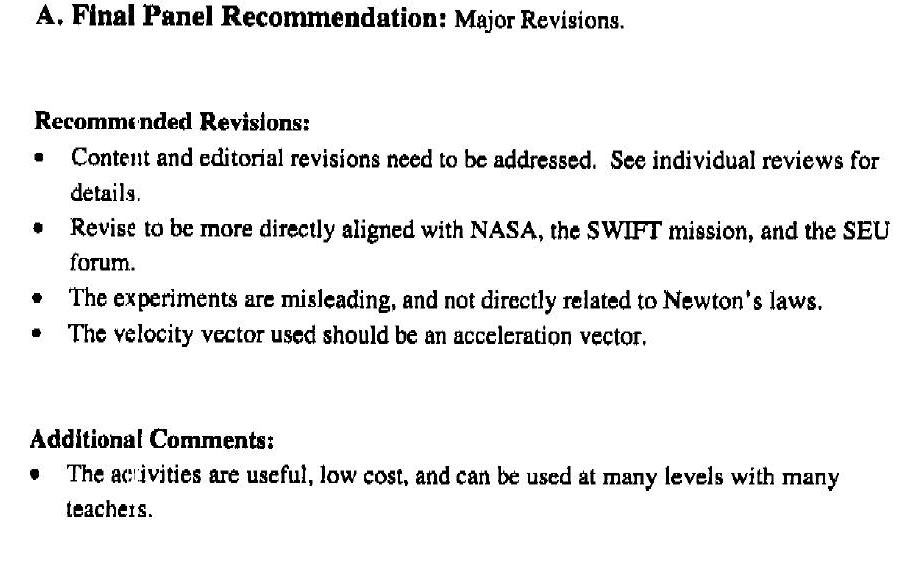 A. Final Panel Recommendation: Major Revisions.
Recommended Revisions:
• Content and editorial revisions need to be addressed. See individual reviews for
details.
• Revise to be more directly aligned with NASA, the SWIFT mission, and the SEU
forum.
• The experiments are misleading, and not directly related to Newton's laws.
• The velocity vector used should be an acceleration vector.
Additional Comments:
• The activities are useful, low cost, and can be used at many levels with many
teachers.